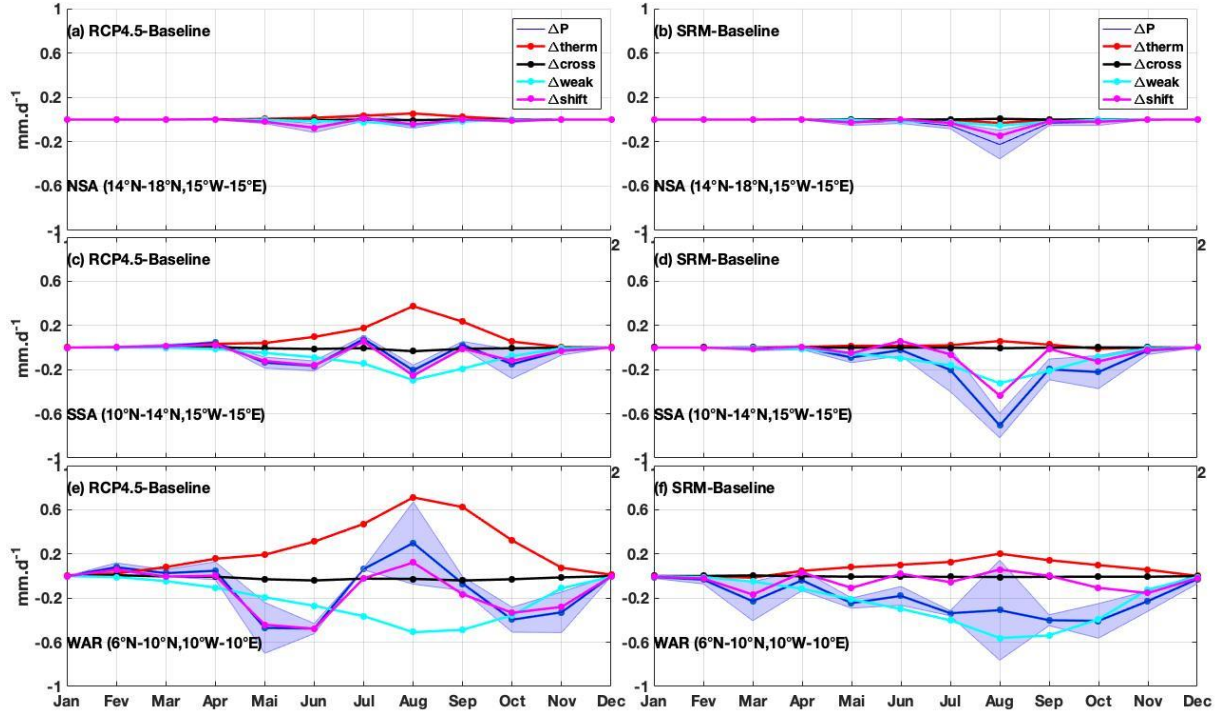 1
(a) RCP4.5-Baseline
0.6
0.2
-0.2
-0.6
-1
mm.d⁻¹
ΔP
Δtherm
Δcross
Δweak
Δshift
NSA (14°N-18°N,15°W-15°E)
(b) SRM-Baseline
1
0.6
0.2
-0.2
-0.6
-1
ΔP
Δtherm
Δcross
Δweak
Δshift
NSA (14°N-18°N,15°W-15°E)
1.
2
(c) RCP4.5-Baseline
0.6
0.2
-0.2
-0.6
-1
mm.d⁻¹
SSA (10°N-14°N,15°W-15°E)
1.
2
(d) SRM-Baseline
0.6
0.2
-0.2
-0.6
-1
SSA (10°N-14°N,15°W-15°E)
1.
2
(e) RCP4.5-Baseline
0.6
0.2
-0.2
-0.6
-1
mm.d⁻¹
WAR (6°N-10°N,10°W-10°E)
Jan Fev Mar Apr Mai Jun Jul Aug Sep Oct Nov Dec
1.
2
(f) SRM-Baseline
0.6
0.2
-0.2
-0.6
-1
WAR (6°N-10°N,10°W-10°E)
Jan Fev Mar Apr Mai Jun Jul Aug Sep Oct Nov Dec